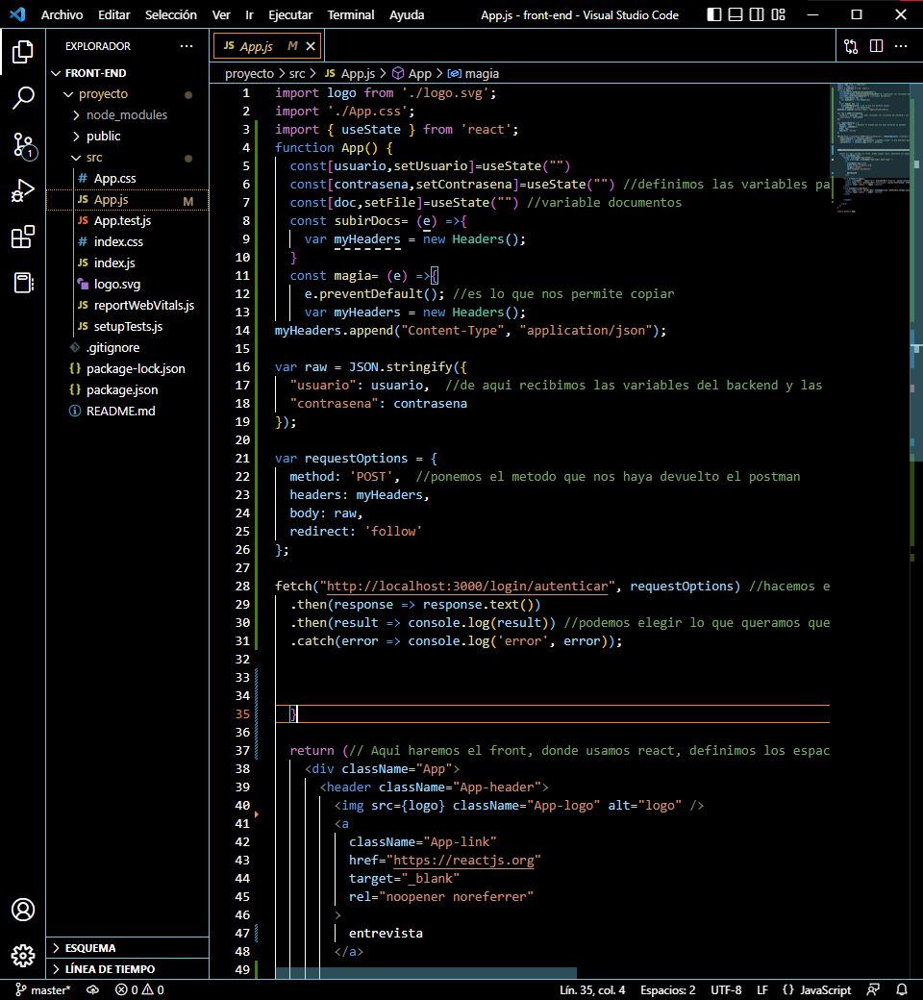 Archivo Editar Selección Ver Ir Ejecutar Terminal Ayuda App.js - front-end - Visual Studio Code
EXPLORADOR
FRONT-END
proyecto
node_modules
public
src
# App.css
JS App.js M
JS App.test.js
# index.css
JS index.js
logo.svg
JS reportWebVitals.js
JS setupTests.js
.gitignore
{} package-lock.json
{} package.json
README.md
ESQUEMA
LÍNEA DE TIEMPO
1
JS App.js M
proyecto > src > JS App.js > App > magia
1 import logo from './logo.svg';
2 import './App.css';
3 import { useState } from 'react';
4 function App() {
5 const[usuario,setUsuario]=useState("")
6 const[contrasena,setContrasena]=useState("") //definimos las variables pa
7 const[doc,setFile]=useState("") //variable documentos
8 const subirDocs= (e) =>{
9 var myHeaders = new Headers();
10 }
11 const magia= (e) =>{
12 e.preventDefault(); //es lo que nos permite copiar
13 var myHeaders = new Headers();
14 myHeaders.append("Content-Type", "application/json");
15
16 var raw = JSON.stringify({
17 "usuario": usuario, //de aqui recibimos las variables del backend y las
18 "contrasena": contrasena
19 });
20
21 var requestOptions = {
22 method: 'POST', //ponemos el metodo que nos haya devuelto el postman
23 headers: myHeaders,
24 body: raw,
25 redirect: 'follow'
26 };
27
28 fetch("http://localhost:3000/login/autenticar", requestOptions) //hacemos e
29 .then(response => response.text())
30 .then(result => console.log(result)) //podemos elegir lo que queramos que
31 .catch(error => console.log('error', error));
32
33
34
35 }
36
37 return (// Aqui haremos el front, donde usamos react, definimos los espac
38 <div className="App">
39 <header className="App-header">
40 <img src={logo} className="App-logo" alt="logo" />
41 <a
42 className="App-link"
43 href="https://reactjs.org"
44 target="_blank"
45 rel="noopener noreferrer"
46 >
47 entrevista
48 </a>
49
master* 0 0 Lín. 35, col. 4 Espacios: 2 UTF-8 LF {} JavaScript